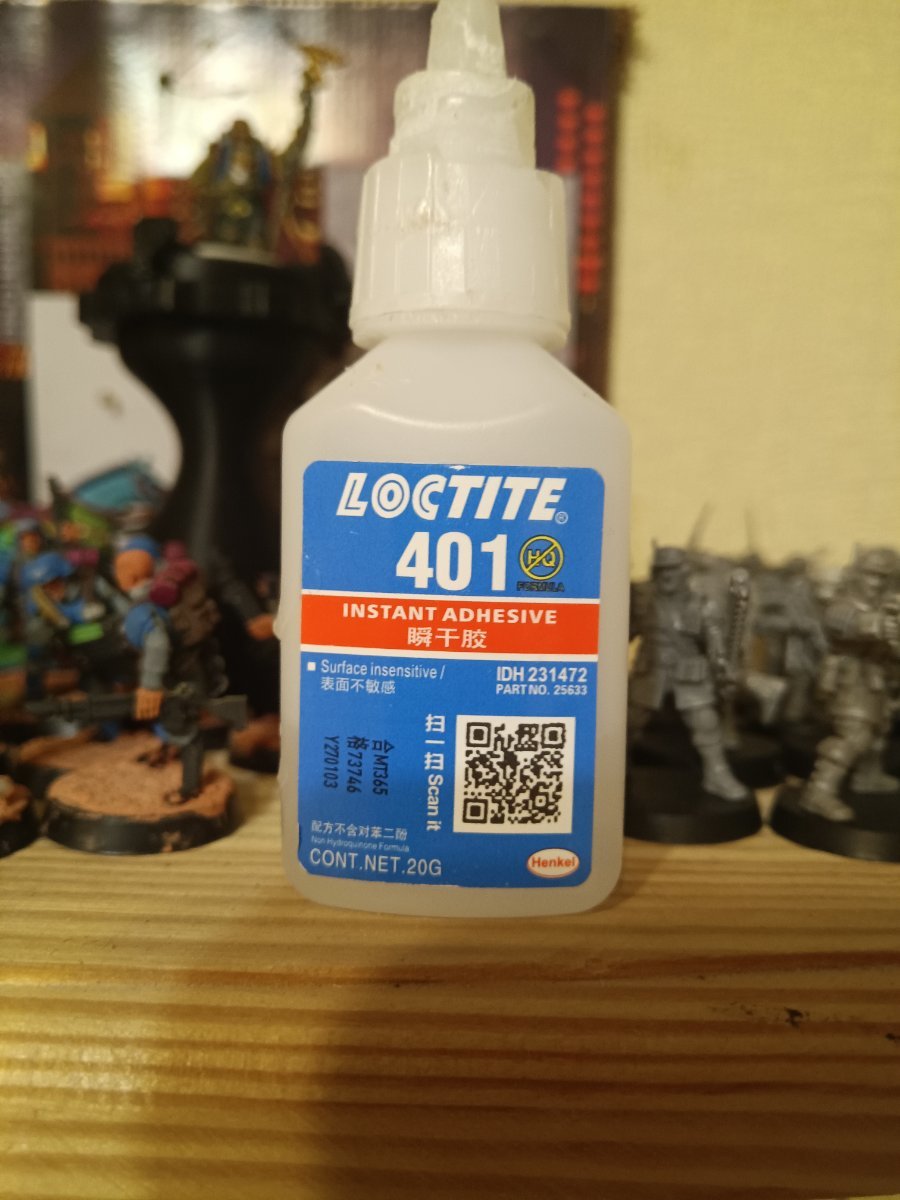 LOCTITE®
401
HQ
FORMULA
INSTANT ADHESIVE
瞬干胶
Surface insensitive /
表面不敏感
IDH 231472
PART NO. 25633
合MT365
格73746
Y270103
扫一扫 Scan it
配方不含对苯二酚
Non Hydroquinone Formula
CONT.NET.20G
Henkel